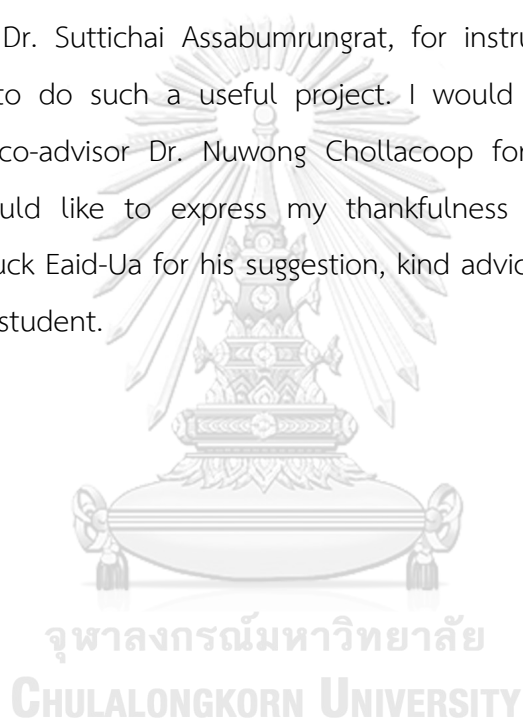 Dr. Suttichai Assabumrungrat, for instru
to do such a useful project. I would
co-advisor Dr. Nuwong Chollacoop for
uld like to express my thankfulness
uck Eaid-Ua for his suggestion, kind advic
student.
จุฬาลงกรณ์มหาวิทยาลัย
CHULALONGKORN UNIVERSITY